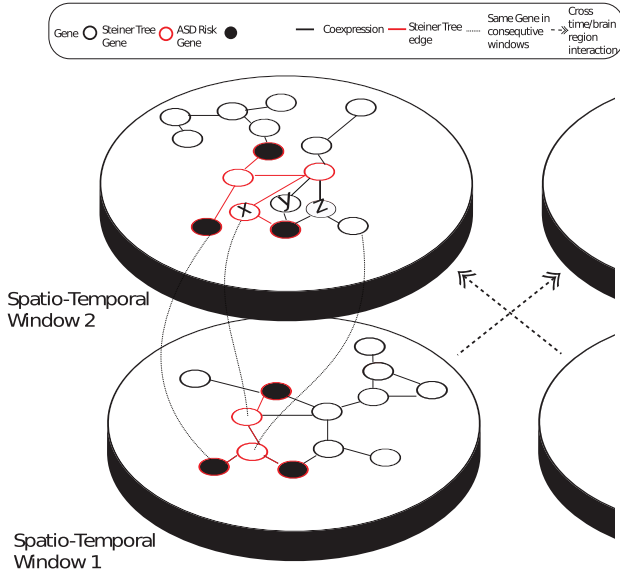 Gene
Steiner Tree
Gene
ASD Risk
Gene
Coexpression
Steiner Tree
edge
Same Gene in
consequtive
windows
Cross
time/brain
region
interaction
x
y
z
Spatio-Temporal
Window 2
Spatio-Temporal
Window 1